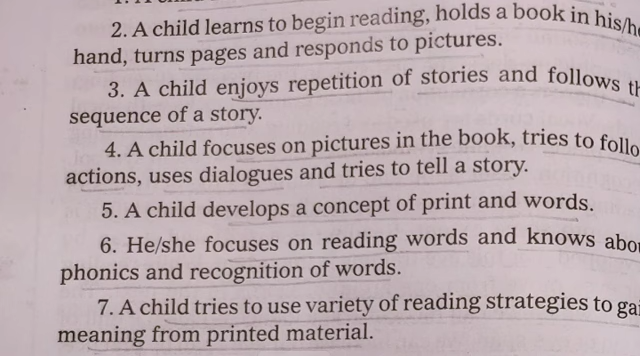 2. A child learns to begin reading, holds a book in
hand, turns pages and responds to pictures.
3. A child enjoys repetition of stories and follows
sequence of a story.
4. A child focuses on pictures in the book, tries to
actions, uses dialogues and tries to tell a story.
5. A child develops a concept of print and words.
6. He/she focuses on reading words and knows
phonics and recognition of words.
7. A child tries to use variety of reading strategies to
meaning from printed material.